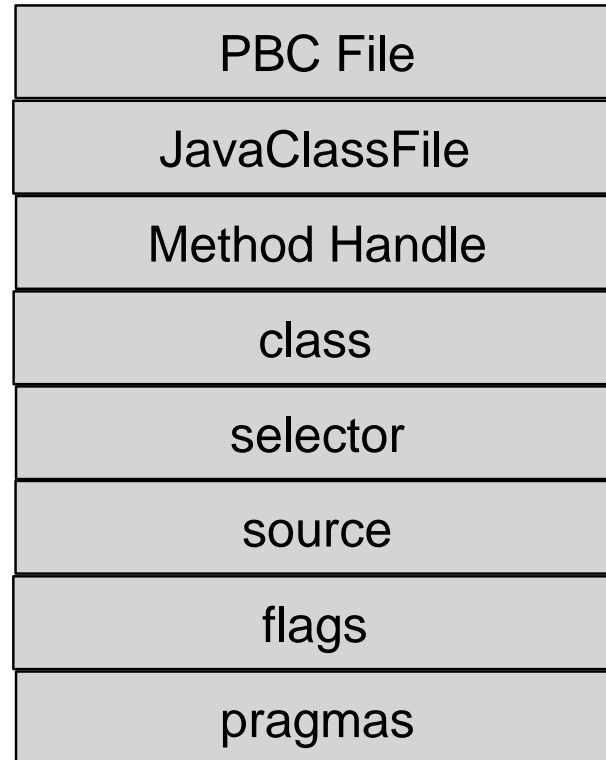 PBC File
JavaClassFile
Method Handle
class
selector
source
flags
pragmas